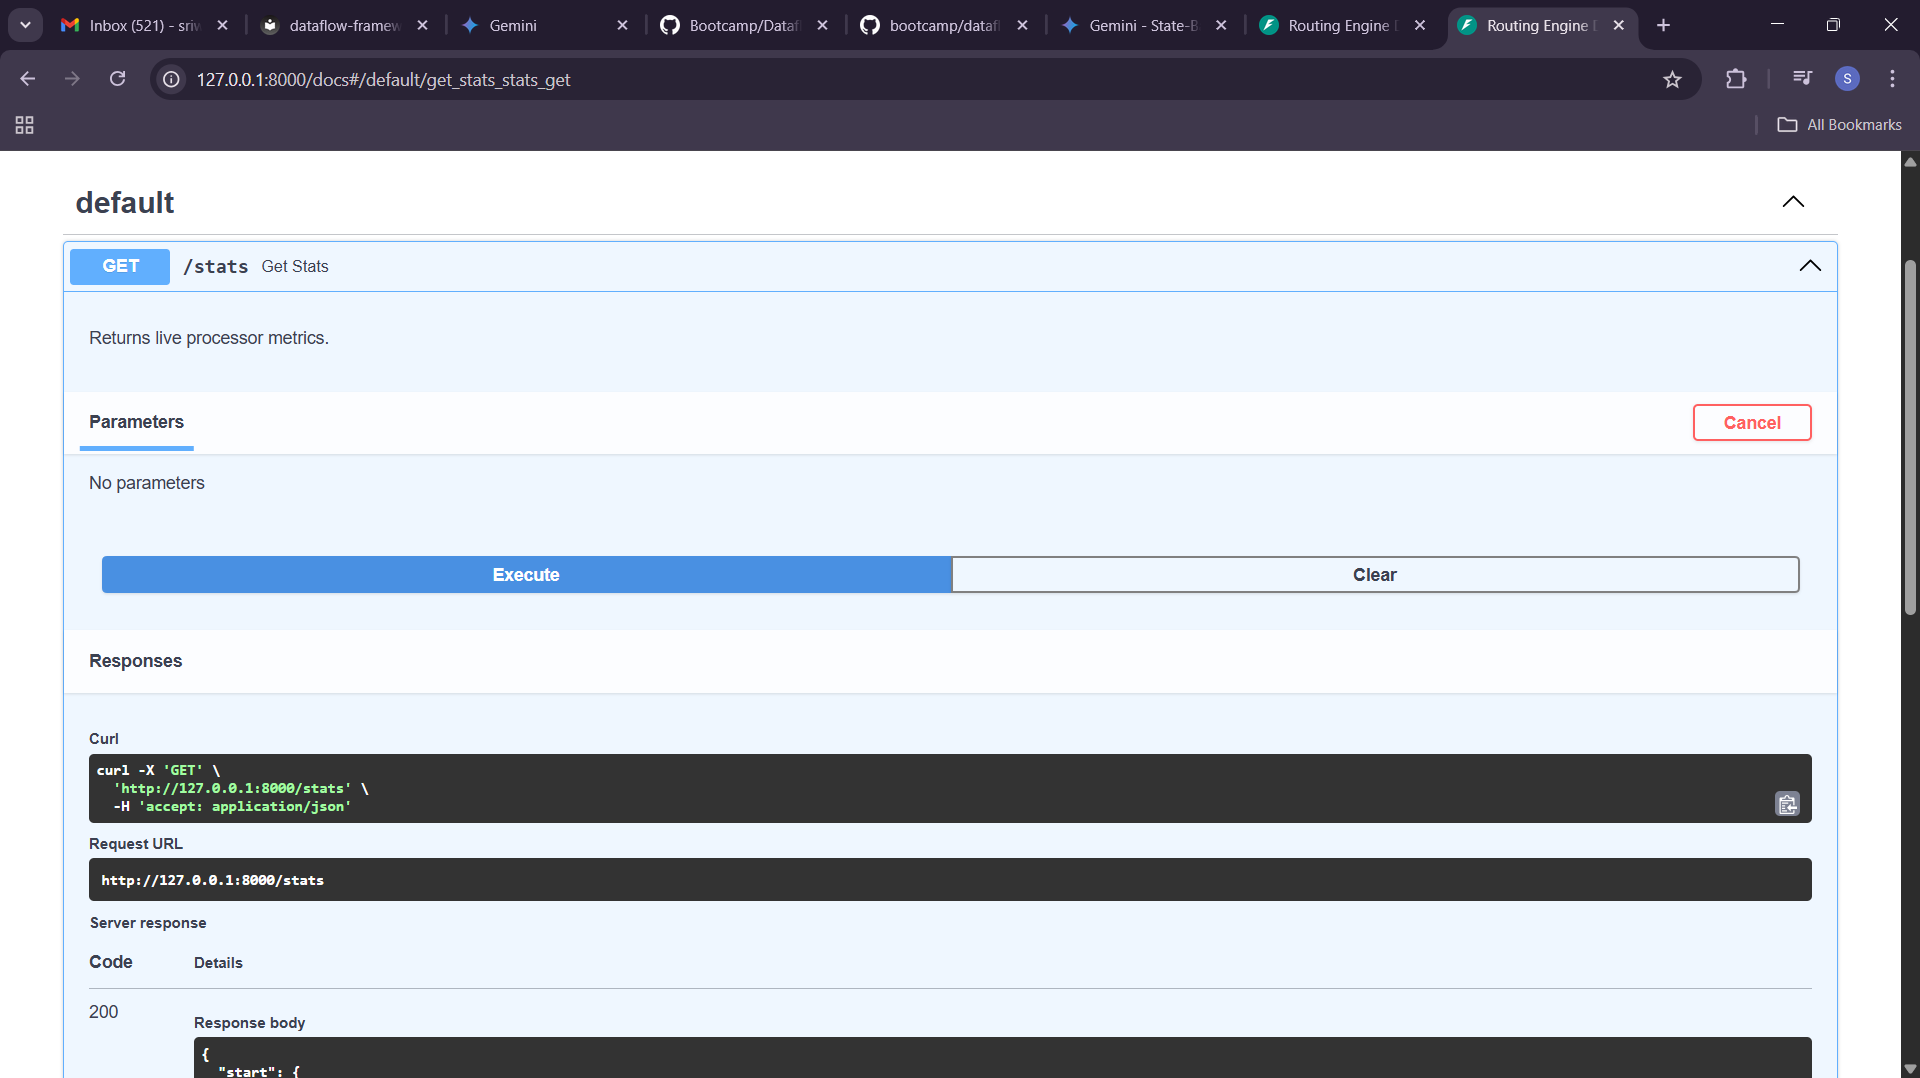 Inbox (521) - sriv
dataflow-framew
Gemini
Bootcamp/Dataf
bootcamp/datafl
Gemini - State-B
Routing Engine
Routing Engine
127.0.0.1:8000/docs#/default/get_stats_stats_get
S
All Bookmarks
default
GET /stats Get Stats
Returns live processor metrics.
Parameters
Cancel
No parameters
Execute
Clear
Responses
Curl
curl -X 'GET' \
'http://127.0.0.1:8000/stats' \
-H 'accept: application/json'
Request URL
http://127.0.0.1:8000/stats
Server response
Code Details
200
Response body
{
"start": {